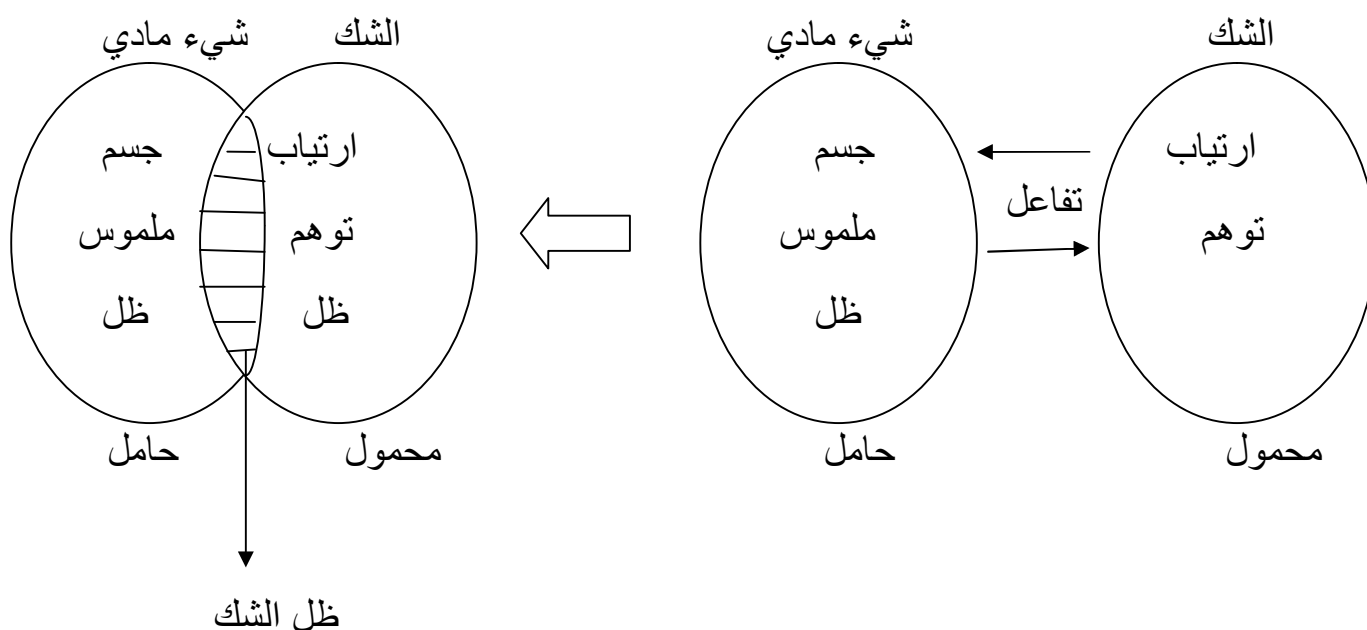 الشك
شيء مادي
ارتياب
توهم
تفاعل
جسم
ملموس
ظل
محمول
حامل
الشك
شيء مادي
ارتياب
توهم
ظل
جسم
ملموس
ظل
محمول
حامل
ظل الشك